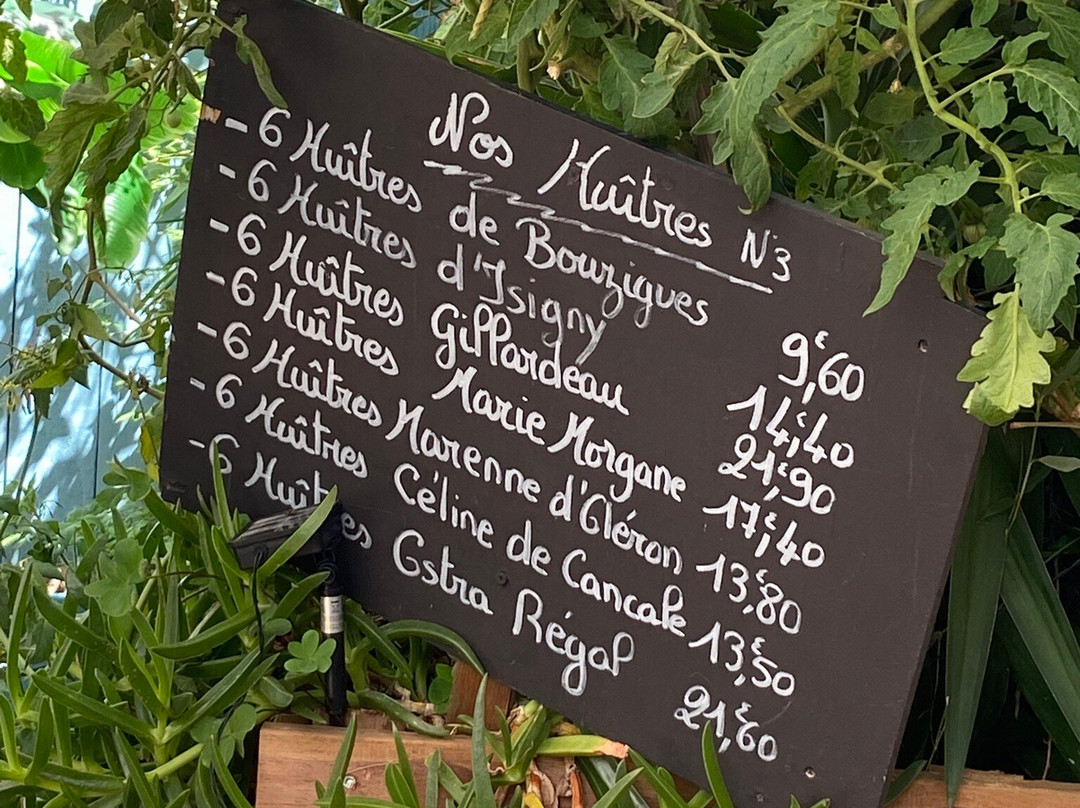 Nos Huîtres N3
- 6 Huîtres de Bouzigues 9€,60
- 6 Huîtres d'Isigny 14€,40
- 6 Huîtres Gillardeau 21€,90
- 6 Huîtres Marie Morgane 17€,40
- 6 Huîtres Marenne d'Oléron 13€,80
- 6 Huîtres Céline de Cancale 13€,50
- 6 Huîtres Ostra Régal 21€,60